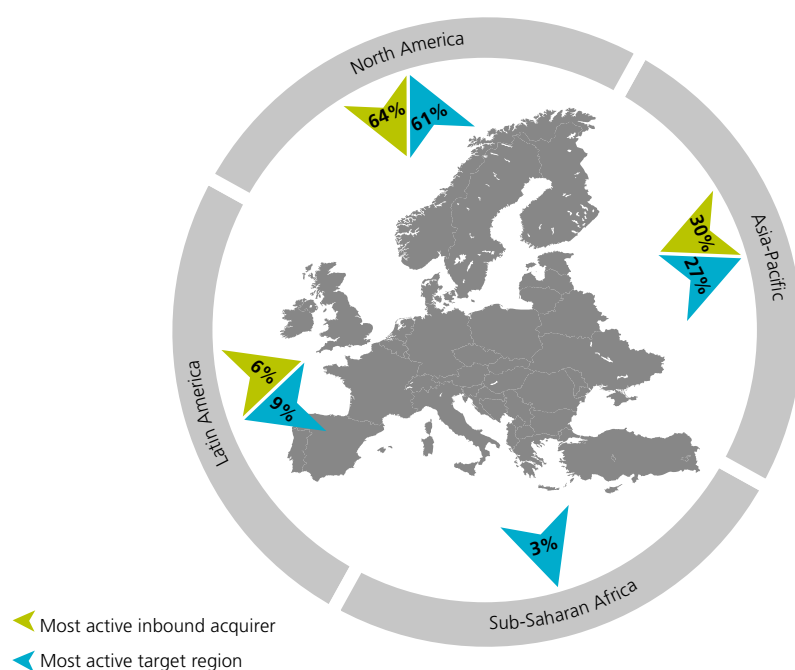 North America
64%
61%
30%
27%
Asia-Pacific
6%
9%
Latin America
3%
Sub-Saharan Africa
Most active inbound acquirer
Most active target region